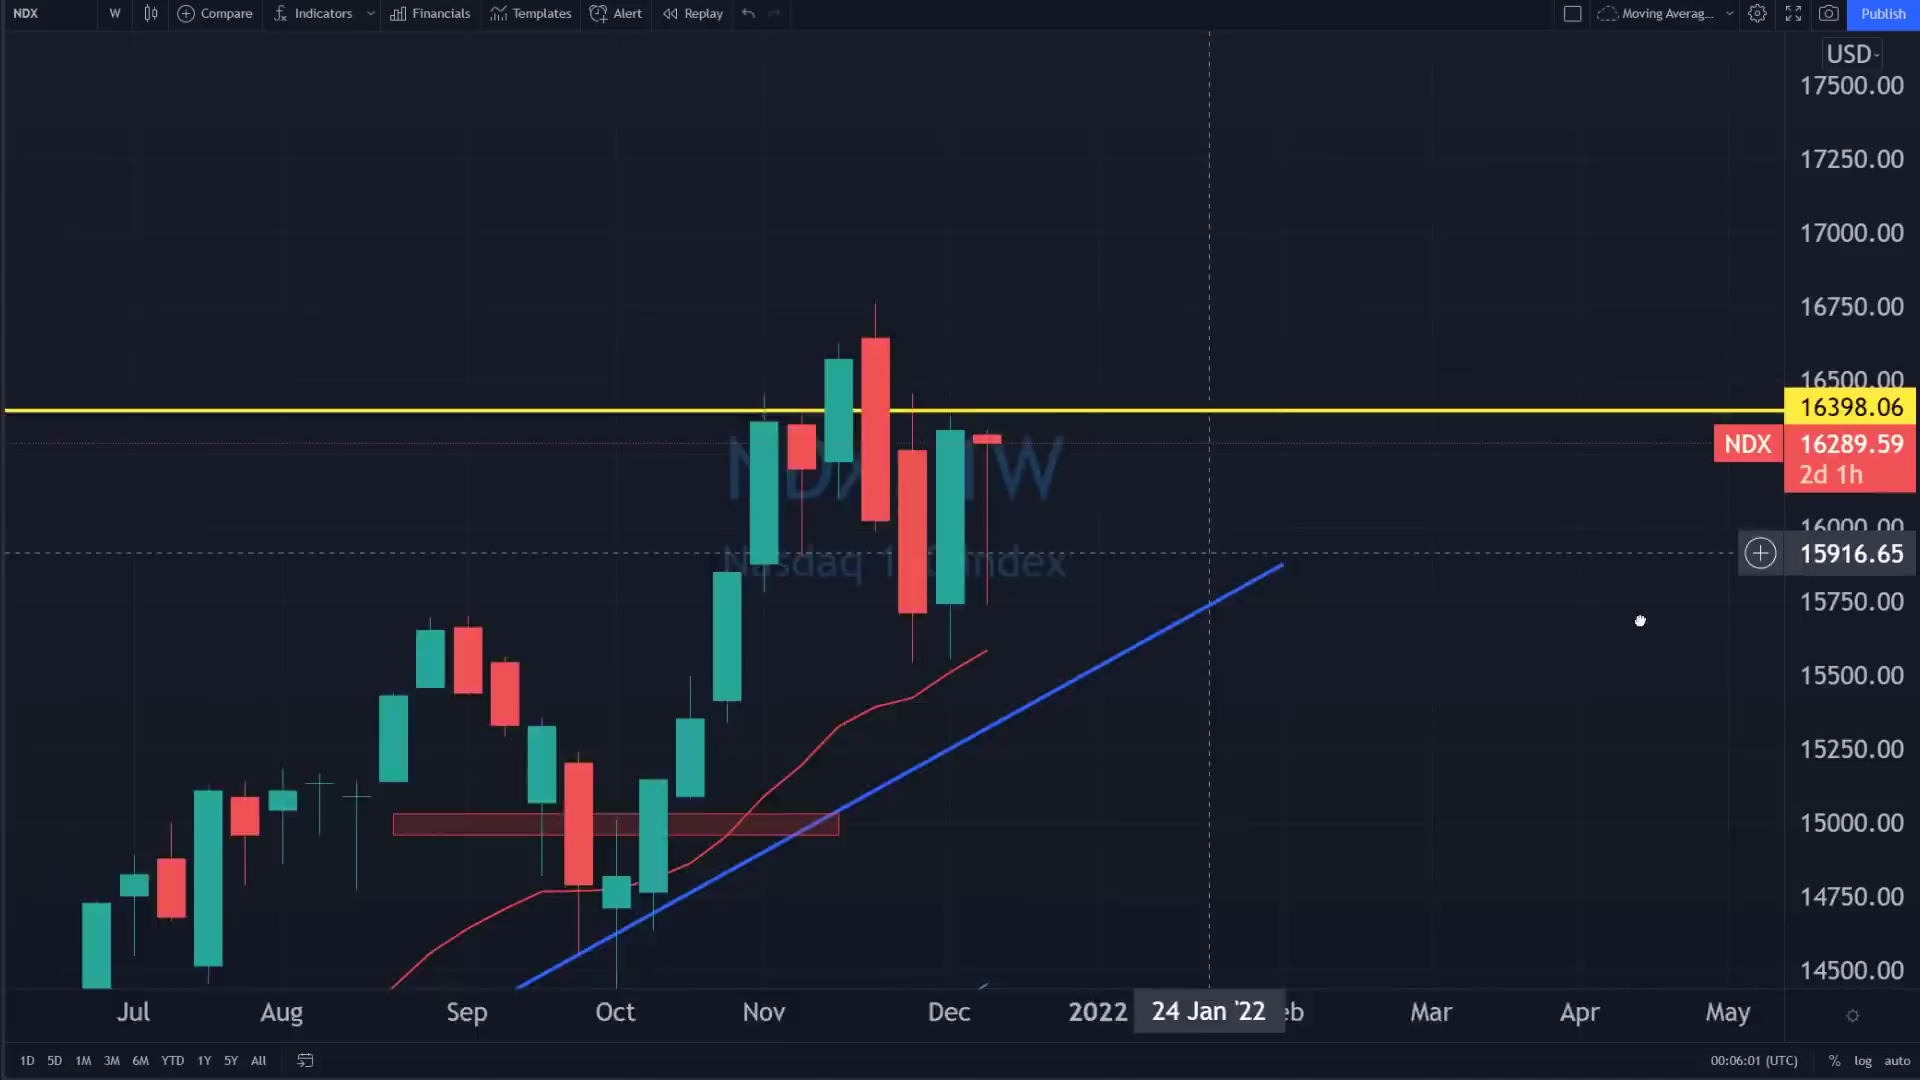 NDX W Compare Indicators Financials Templates Alert Replay Moving Averag... Publish
USD
17500.00
17250.00
17000.00
16750.00
16500.00
16398.06
NDX 16289.59
2d 1h
16000.00
15916.65
15750.00
15500.00
15250.00
15000.00
14750.00
14500.00
Jul Aug Sep Oct Nov Dec 2022 24 Jan '22 eb Mar Apr May
1D 5D 1M 3M 6M YTD 1Y 5Y All 00:06:01 (UTC) % log auto